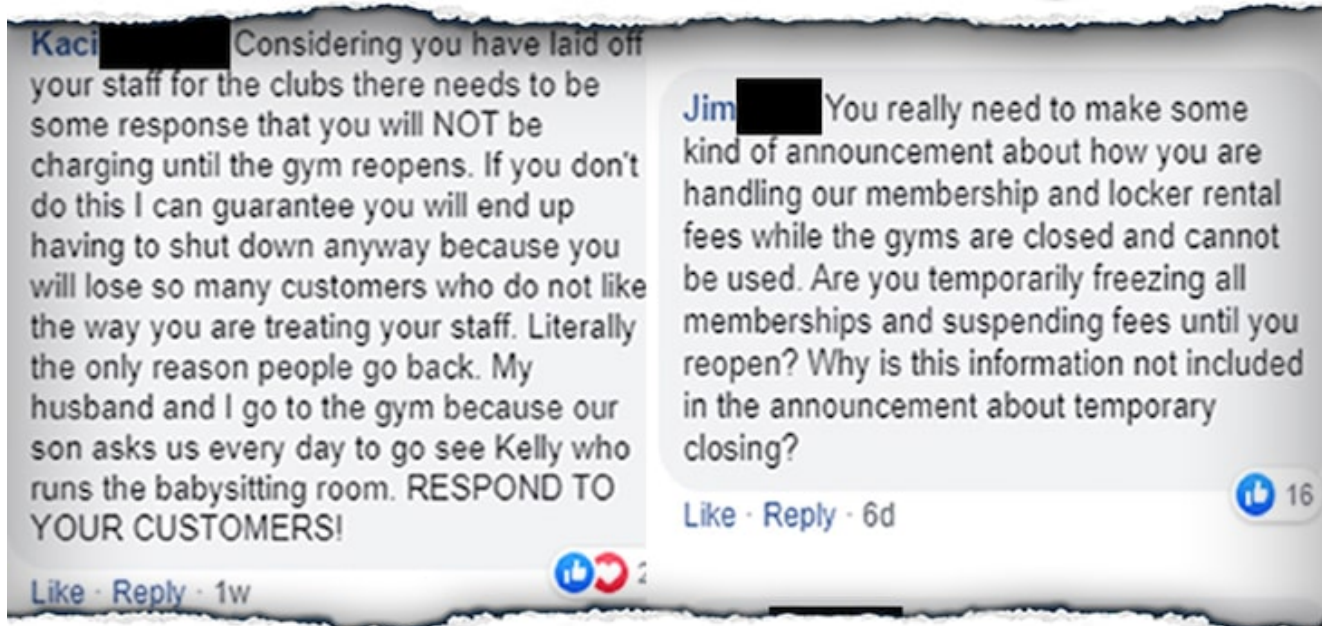 Kaci Considering you have laid off
your staff for the clubs there needs to be
some response that you will NOT be
charging until the gym reopens. If you don't
do this I can guarantee you will end up
having to shut down anyway because you
will lose so many customers who do not like
the way you are treating your staff. Literally
the only reason people go back. My
husband and I go to the gym because our
son asks us every day to go see Kelly who
runs the babysitting room. RESPOND TO
YOUR CUSTOMERS!
Like · Reply · 1w
Jim You really need to make some
kind of announcement about how you are
handling our membership and locker rental
fees while the gyms are closed and cannot
be used. Are you temporarily freezing all
memberships and suspending fees until you
reopen? Why is this information not included
in the announcement about temporary
closing?
16
Like · Reply · 6d